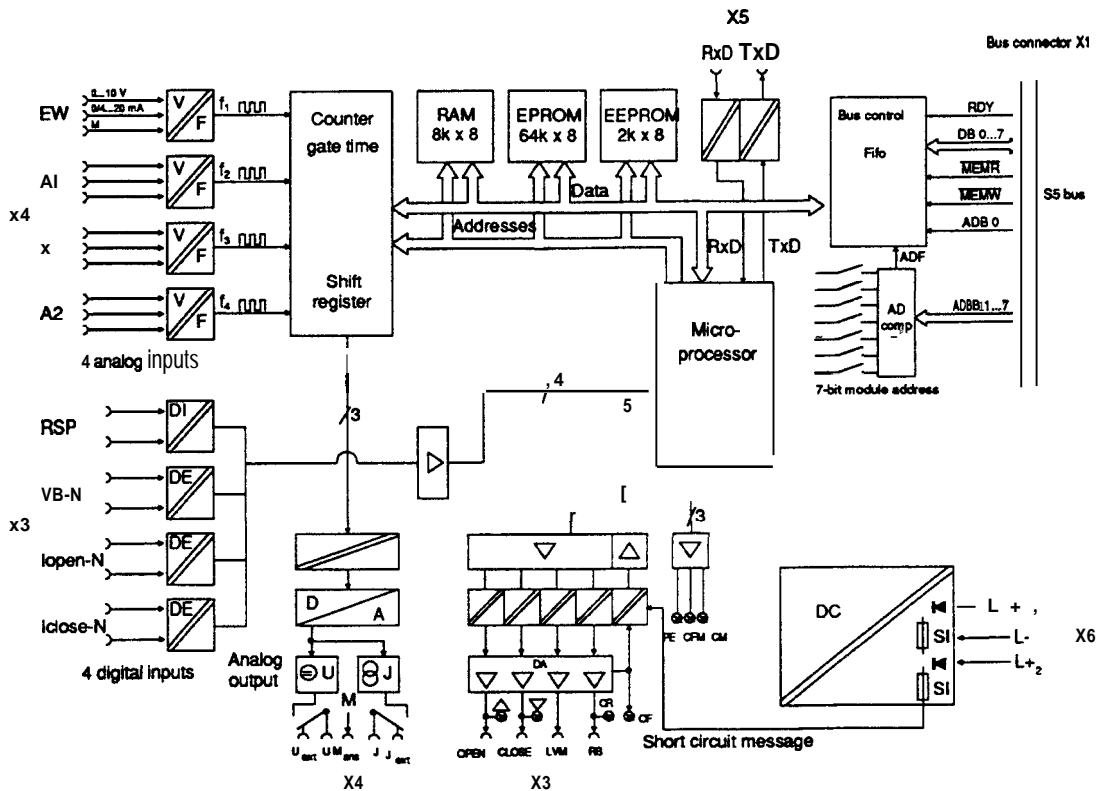 X5
Bus connector X1
RxD TxD
EW
0...10 V
0/4...20 mA
M
V
F
f1
Counter
gate time
RAM
8k x 8
EPROM
64k x 8
EEPROM
2k x 8
Bus control
Fifo
RDY
DB 0...7
MEMR
MEMW
ADB 0
S5 bus
A1
V
F
f2
x4
Data
Addresses
x
V
F
f3
RxD
TxD
ADF
A2
V
F
f4
Shift
register
Micro-
processor
AD
comp
7-bit module address
4 analog inputs
3
, 4
5
RSP
DI
VB-N
DE
x3
[
r
3
Iopen-N
DE
Iclose-N
DE
4 digital inputs
D
A
PE CFM CM
DC
L + ,
SI
L-
X6
L+2
SI
Analog
output
U
J
M
DA
CR
CF
U ext U M ana J J ext
OPEN CLOSE LVM RB
Short circuit message
X4
X3